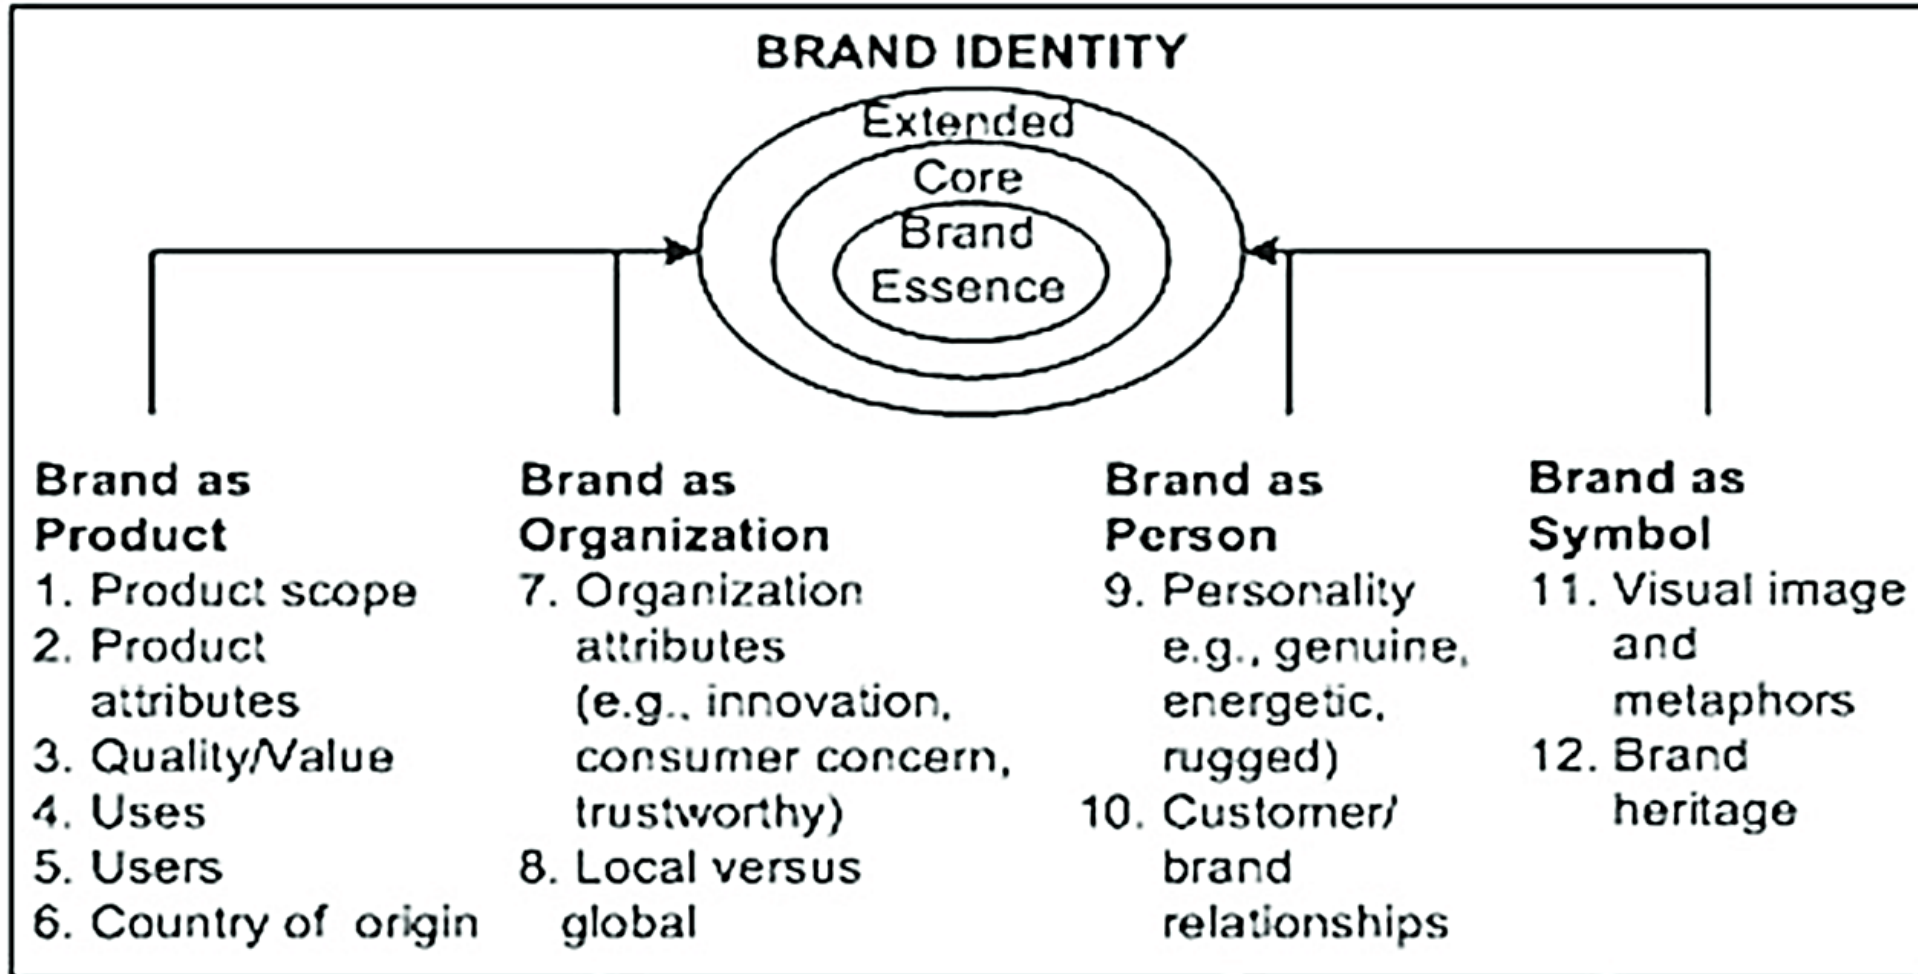 BRAND IDENTITY
Extended
Core
Brand
Essence
Brand as
Product
1. Product scope
2. Product
attributes
3. Quality/Value
4. Uses
5. Users
6. Country of origin
Brand as
Organization
7. Organization
attributes
(e.g., innovation,
consumer concern,
trustworthy)
8. Local versus
global
Brand as
Person
9. Personality
e.g., genuine,
energetic,
rugged)
10. Customer/
brand
relationships
Brand as
Symbol
11. Visual image
and
metaphors
12. Brand
heritage